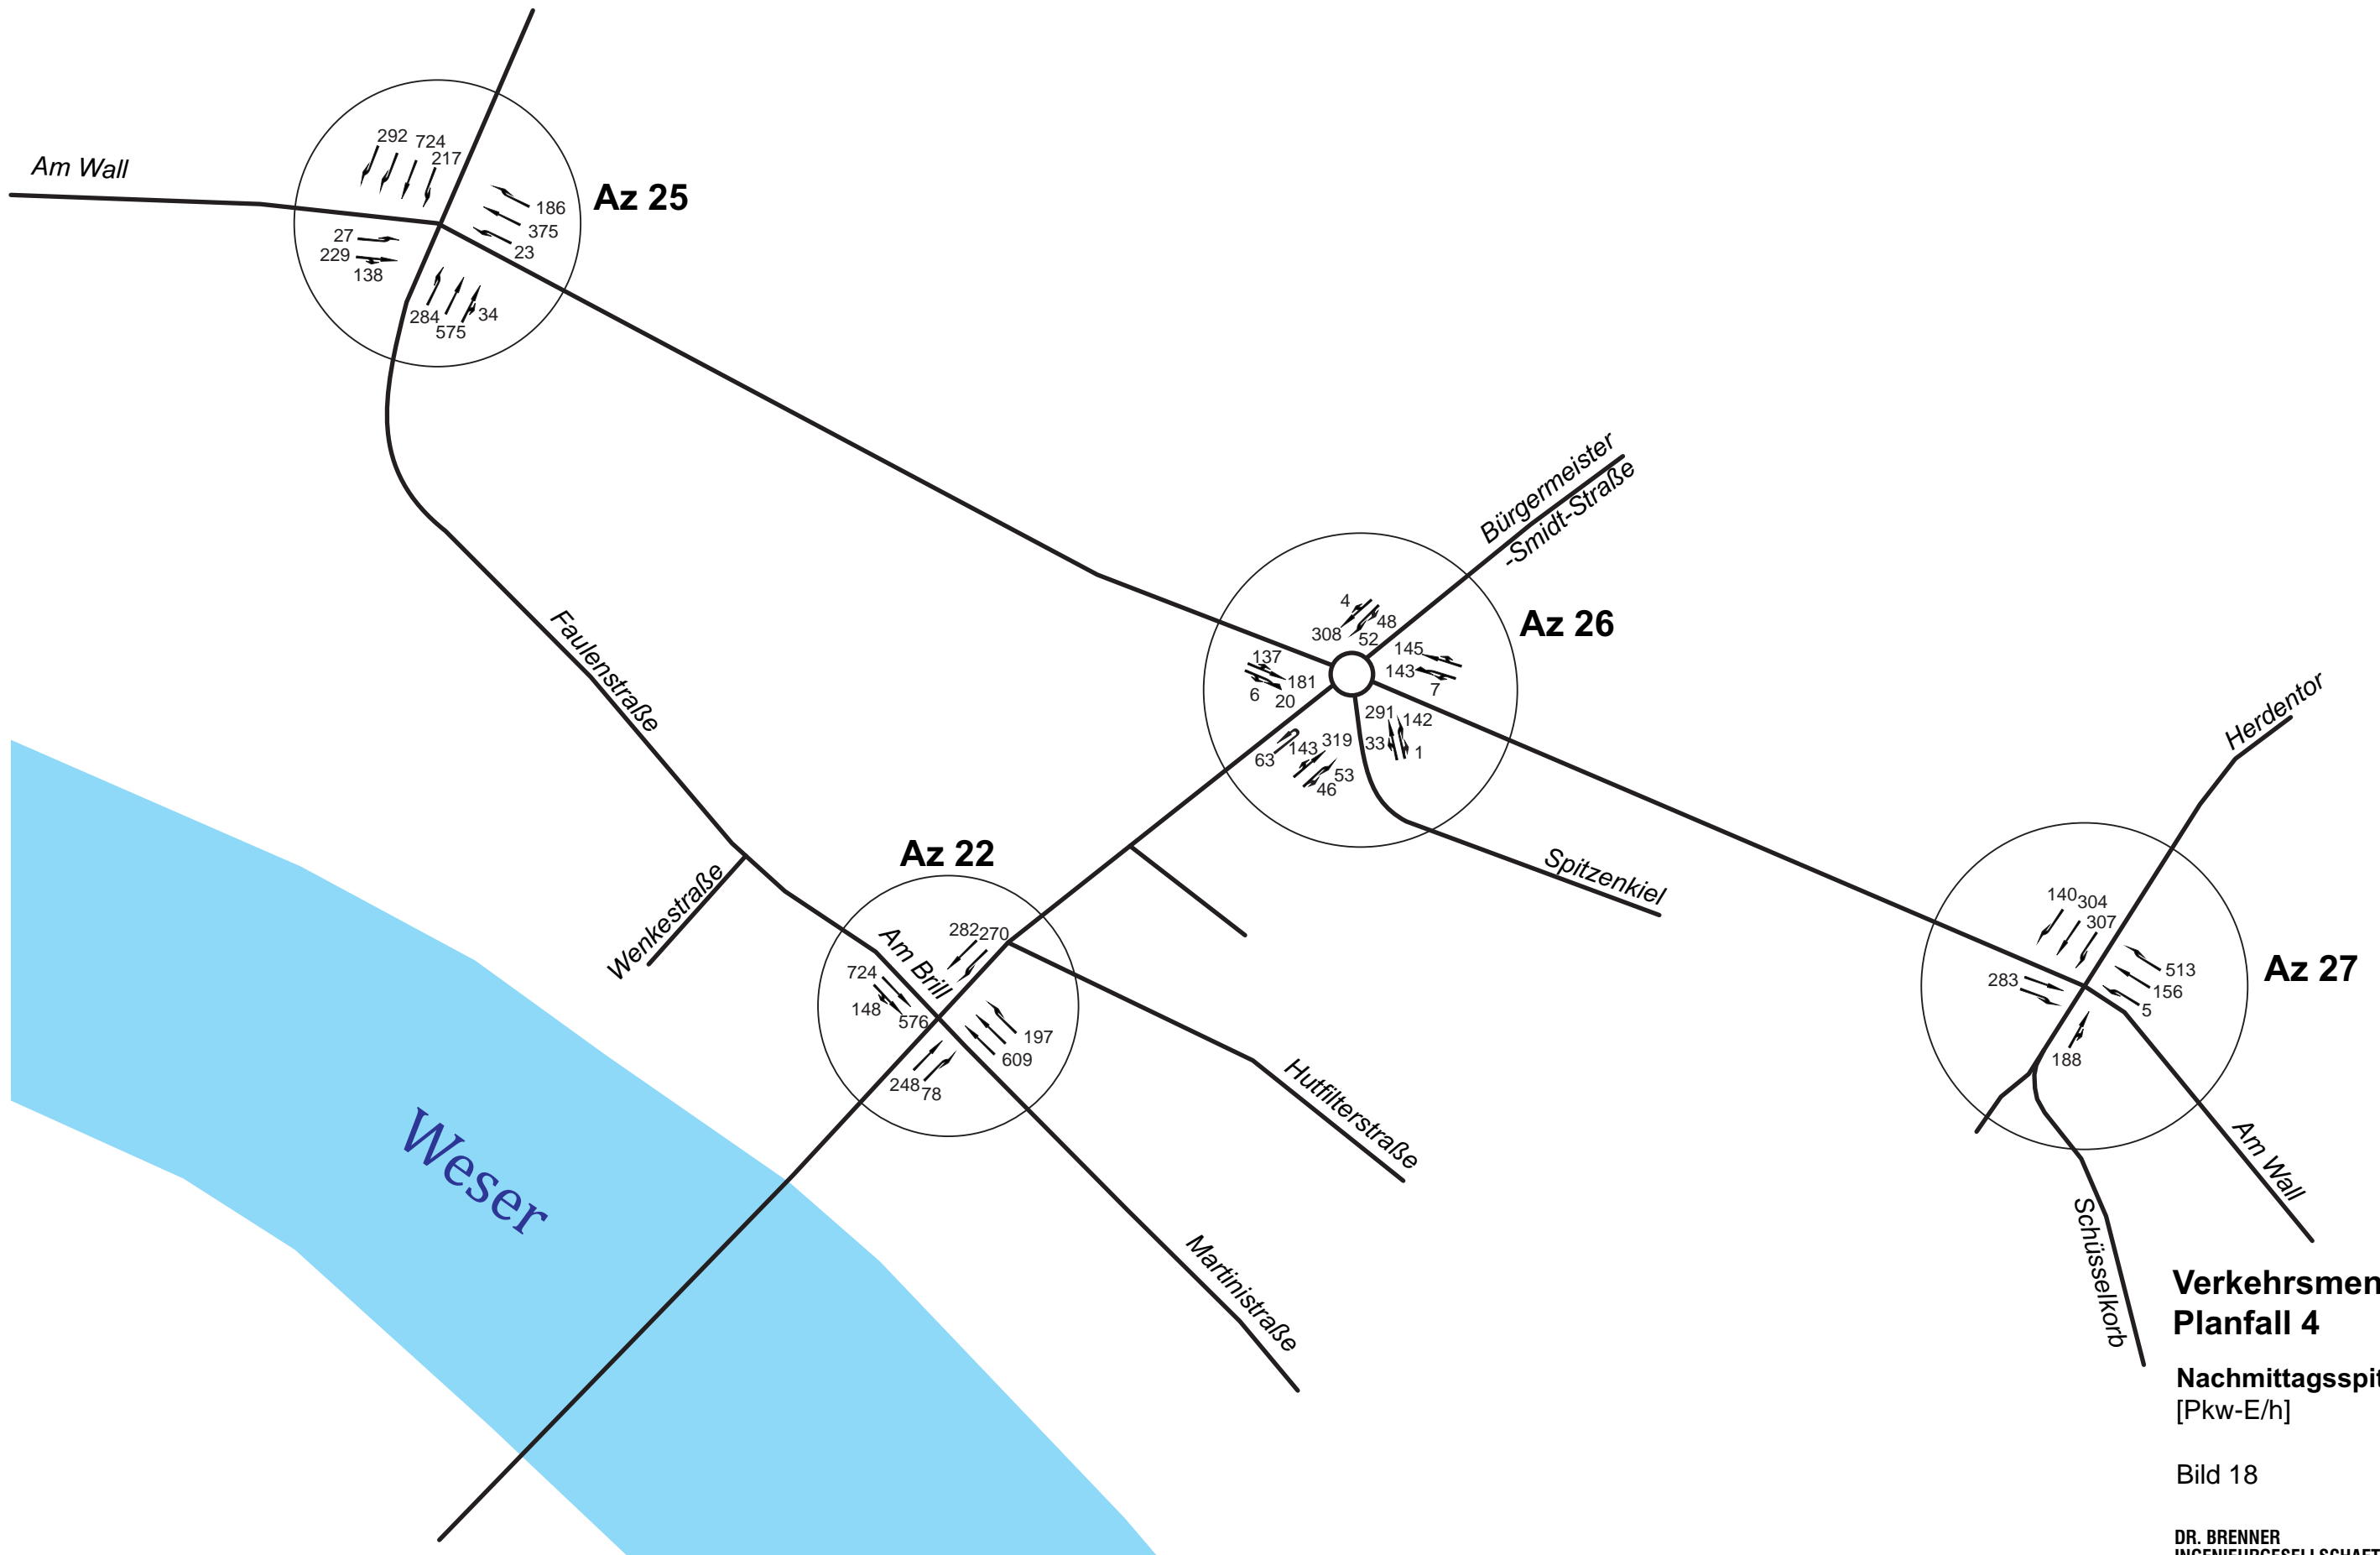 292 724
217
Am Wall
Az 25
186
375
23
27
229
138
284
575
34
Bürgermeister
-Smidt-Straße
Az 26
4
308
52
48
145
143
7
137
181
6
20
291
142
33
1
63
143
319
53
46
Faulenstraße
Spitzenkiel
Herdentor
Az 22
Wenkestraße
Am Brill
282
270
724
148
576
197
609
248
78
140
304
307
Az 27
283
513
156
5
188
Hutfilterstraße
Weser
Martinistraße
Am Wall
Schüsselkorb
Verkehrsmen
Planfall 4
Nachmittagsspit
[Pkw-E/h]
Bild 18
DR. BRENNER
INGENIEURGESELLSCHAFT